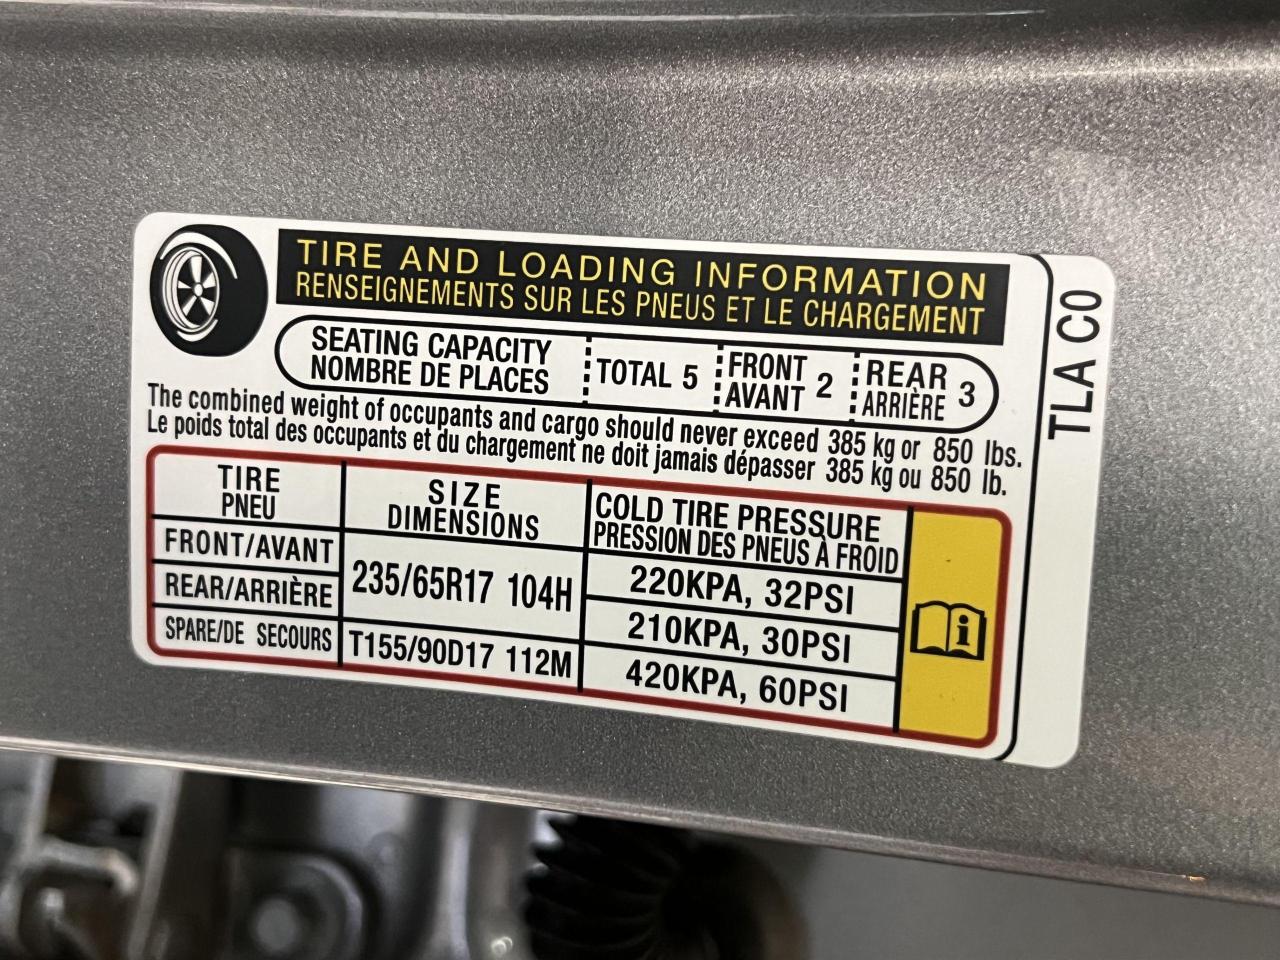 TIRE AND LOADING INFORMATION
RENSEIGNEMENTS SUR LES PNEUS ET LE CHARGEMENT
SEATING CAPACITY
NOMBRE DE PLACES
TOTAL 5
FRONT
AVANT 2
REAR
ARRIÈRE 3
The combined weight of occupants and cargo should never exceed 385 kg or 850 lbs.
Le poids total des occupants et du chargement ne doit jamais dépasser 385 kg ou 850 lb.
TIRE
PNEU
SIZE
DIMENSIONS
COLD TIRE PRESSURE
PRESSION DES PNEUS À FROID
FRONT/AVANT
235/65R17 104H
220KPA, 32PSI
REAR/ARRIÈRE
210KPA, 30PSI
SPARE/DE SECOURS
T155/90D17 112M
420KPA, 60PSI
i
TLA C0